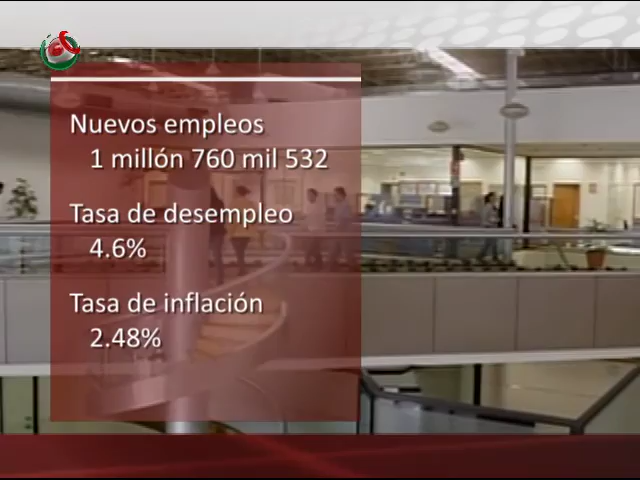 Nuevos empleos
1 millón 760 mil 532
Tasa de desempleo
4.6%
Tasa de inflación
2.48%